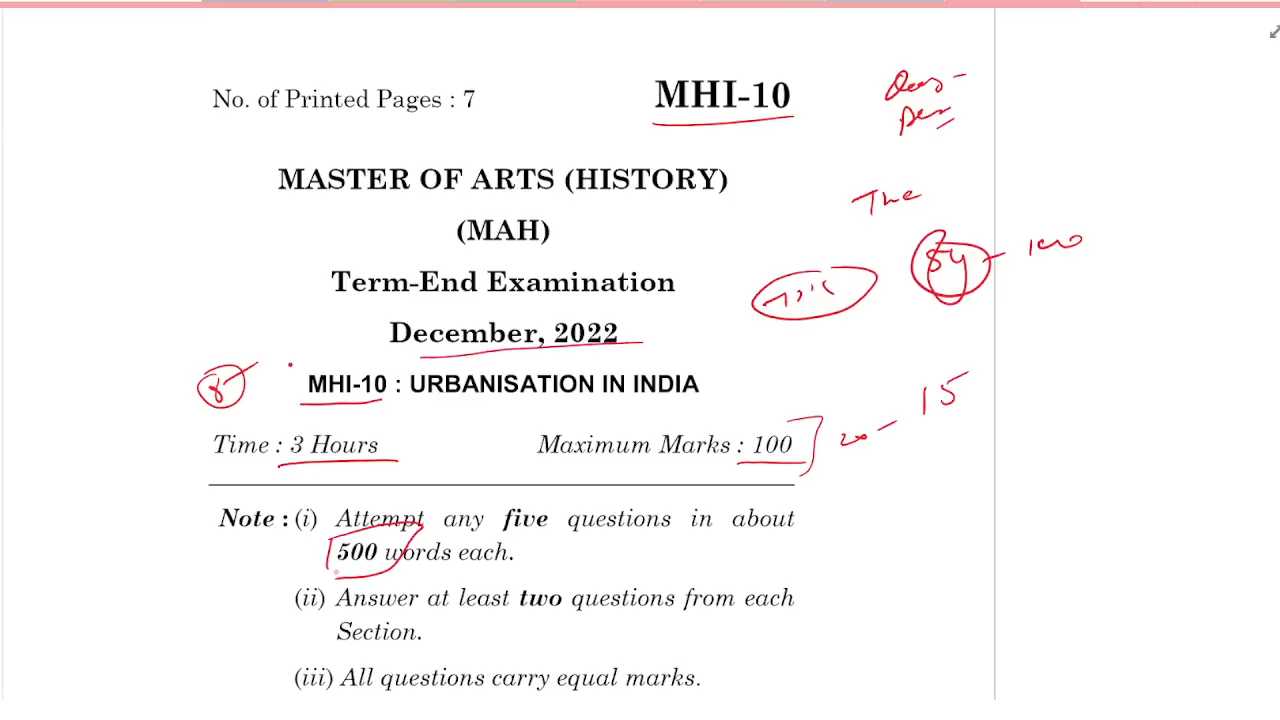 No. of Printed Pages : 7
MHI-10
MASTER OF ARTS (HISTORY)
(MAH)
The
Term-End Examination
December, 2022
8
MHI-10 : URBANISATION IN INDIA
15
Time : 3 Hours
Maximum Marks : 100
20 -
Note : (i) Attempt any five questions in about
500 words each.
(ii) Answer at least two questions from each
Section.
(iii) All questions carry equal marks.